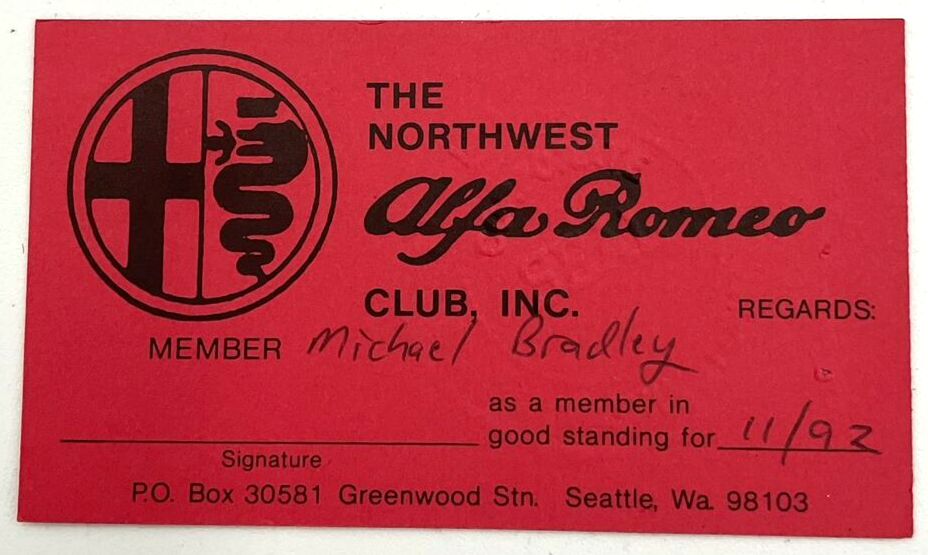 THE
NORTHWEST
Alfa Romeo
CLUB, INC.
REGARDS:
MEMBER Michael Bradley
as a member in
good standing for 11/92
Signature
P.O. Box 30581 Greenwood Stn. Seattle, Wa. 98103